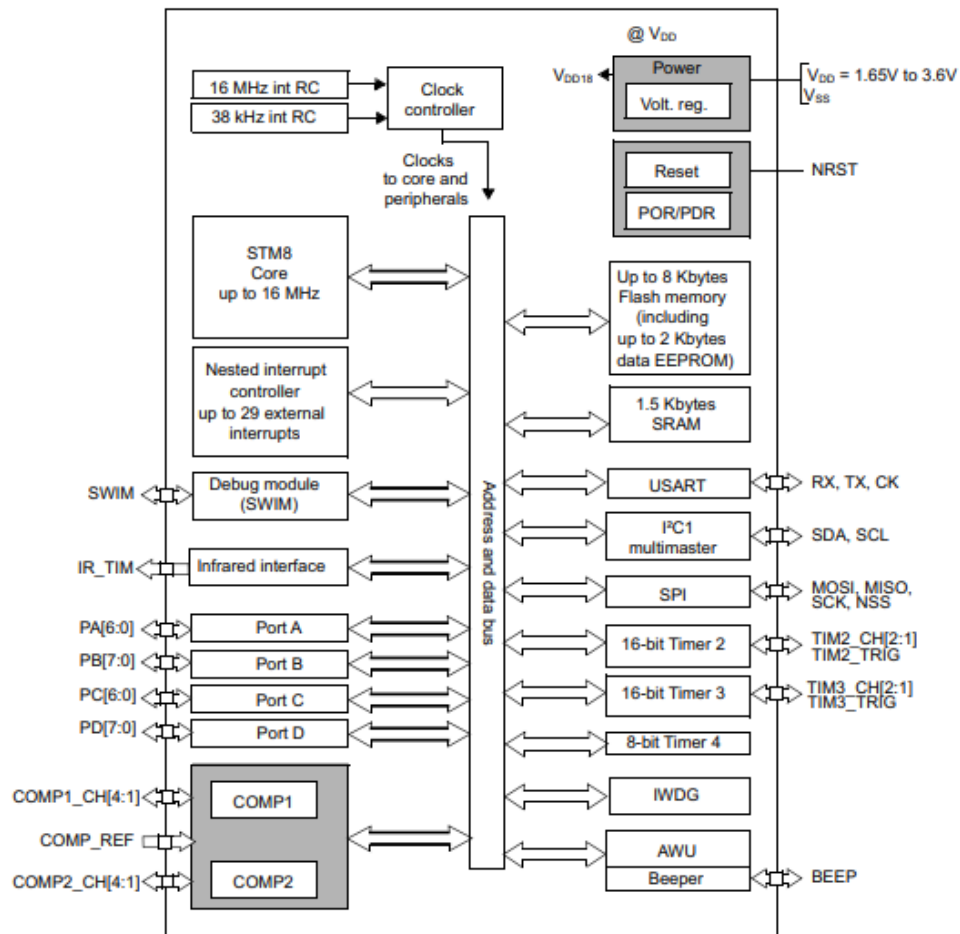 @ VDD
16 MHz int RC
38 kHz int RC
Clock
controller
Clocks
to core and
peripherals
VDD18
Power
Volt. reg.
VDD = 1.65V to 3.6V
VSS
Reset
POR/PDR
NRST
STM8
Core
up to 16 MHz
Nested interrupt
controller
up to 29 external
interrupts
SWIM
Debug module
(SWIM)
IR_TIM
Infrared interface
PA[6:0]
Port A
PB[7:0]
Port B
PC[6:0]
Port C
PD[7:0]
Port D
COMP1_CH[4:1]
COMP1
COMP_REF
COMP2_CH[4:1]
COMP2
Address and data bus
Up to 8 Kbytes
Flash memory
(including
up to 2 Kbytes
data EEPROM)
1.5 Kbytes
SRAM
USART
RX, TX, CK
I²C1
multimaster
SDA, SCL
SPI
MOSI, MISO,
SCK, NSS
16-bit Timer 2
TIM2_CH[2:1]
TIM2_TRIG
16-bit Timer 3
TIM3_CH[2:1]
TIM3_TRIG
8-bit Timer 4
IWDG
AWU
Beeper
BEEP